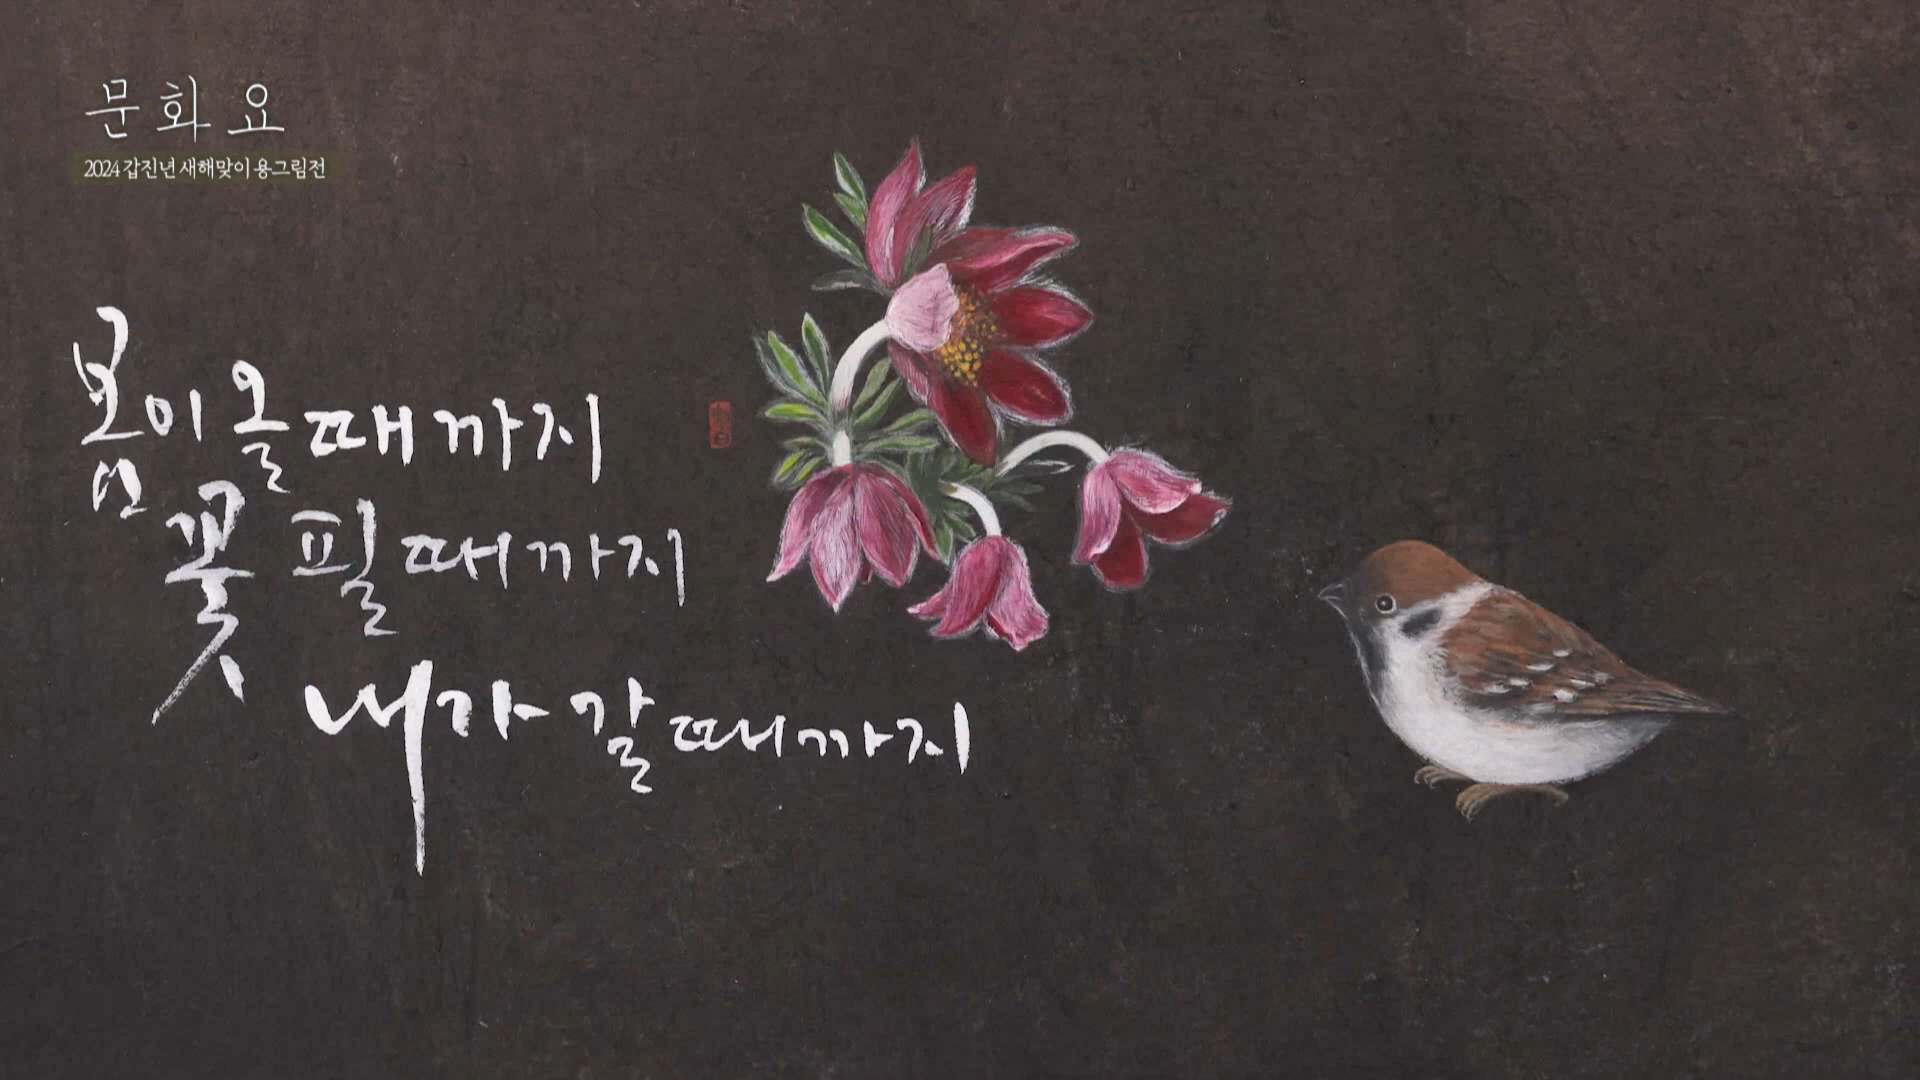 문화요
2024 갑진년 새해맞이 용그림전
봄이 올때까지
꽃 필때까지
내가 갈때까지